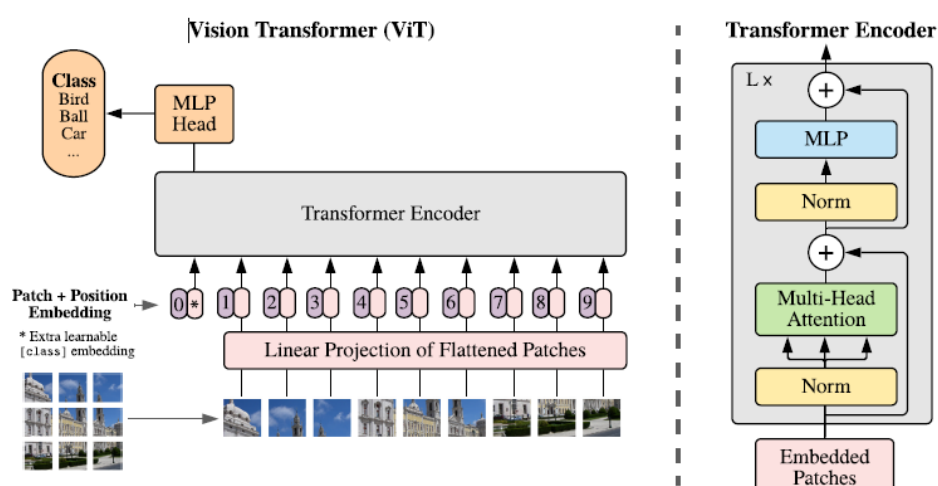 Vision Transformer (ViT)
Class
Bird
Ball
Car
...
MLP
Head
Transformer Encoder
Patch + Position
Embedding
* Extra learnable
[class] embedding
0 * 1 2 3 4 5 6 7 8 9
Linear Projection of Flattened Patches
Transformer Encoder
L ×
+
MLP
Norm
+
Multi-Head
Attention
Norm
Embedded
Patches